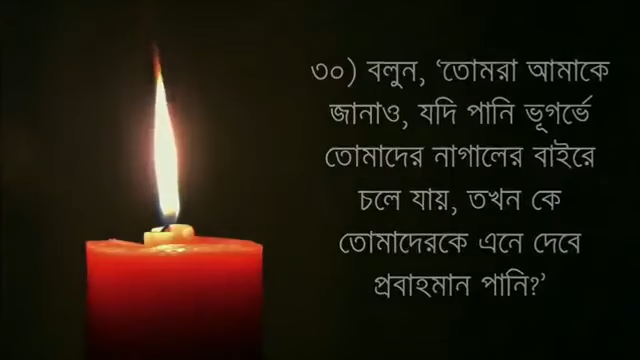 ৩০) বলুন, ‘তোমরা আমাকে
জানাও, যদি পানি ভূগর্ভে
তোমাদের নাগালের বাইরে
চলে যায়, তখন কে
তোমাদেরকে এনে দেবে
প্রবাহমান পানি?’